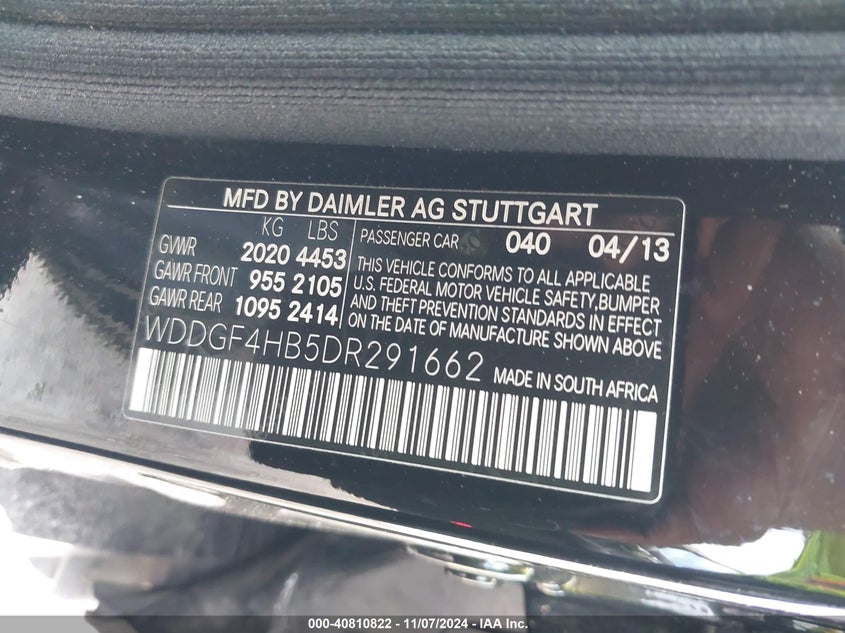 MFD BY DAIMLER AG STUTTGART
KG LBS
GVWR 2020 4453
GAWR FRONT 955 2105
GAWR REAR 1095 2414
PASSENGER CAR 040 04/13
THIS VEHICLE CONFORMS TO ALL APPLICABLE
U.S. FEDERAL MOTOR VEHICLE SAFETY, BUMPER
AND THEFT PREVENTION STANDARDS IN EFFECT
ON THE DATE OF MANUFACTURE SHOWN ABOVE
WDDGF4HB5DR291662 MADE IN SOUTH AFRICA
000-40810822 - 11/07/2024 - IAA Inc.